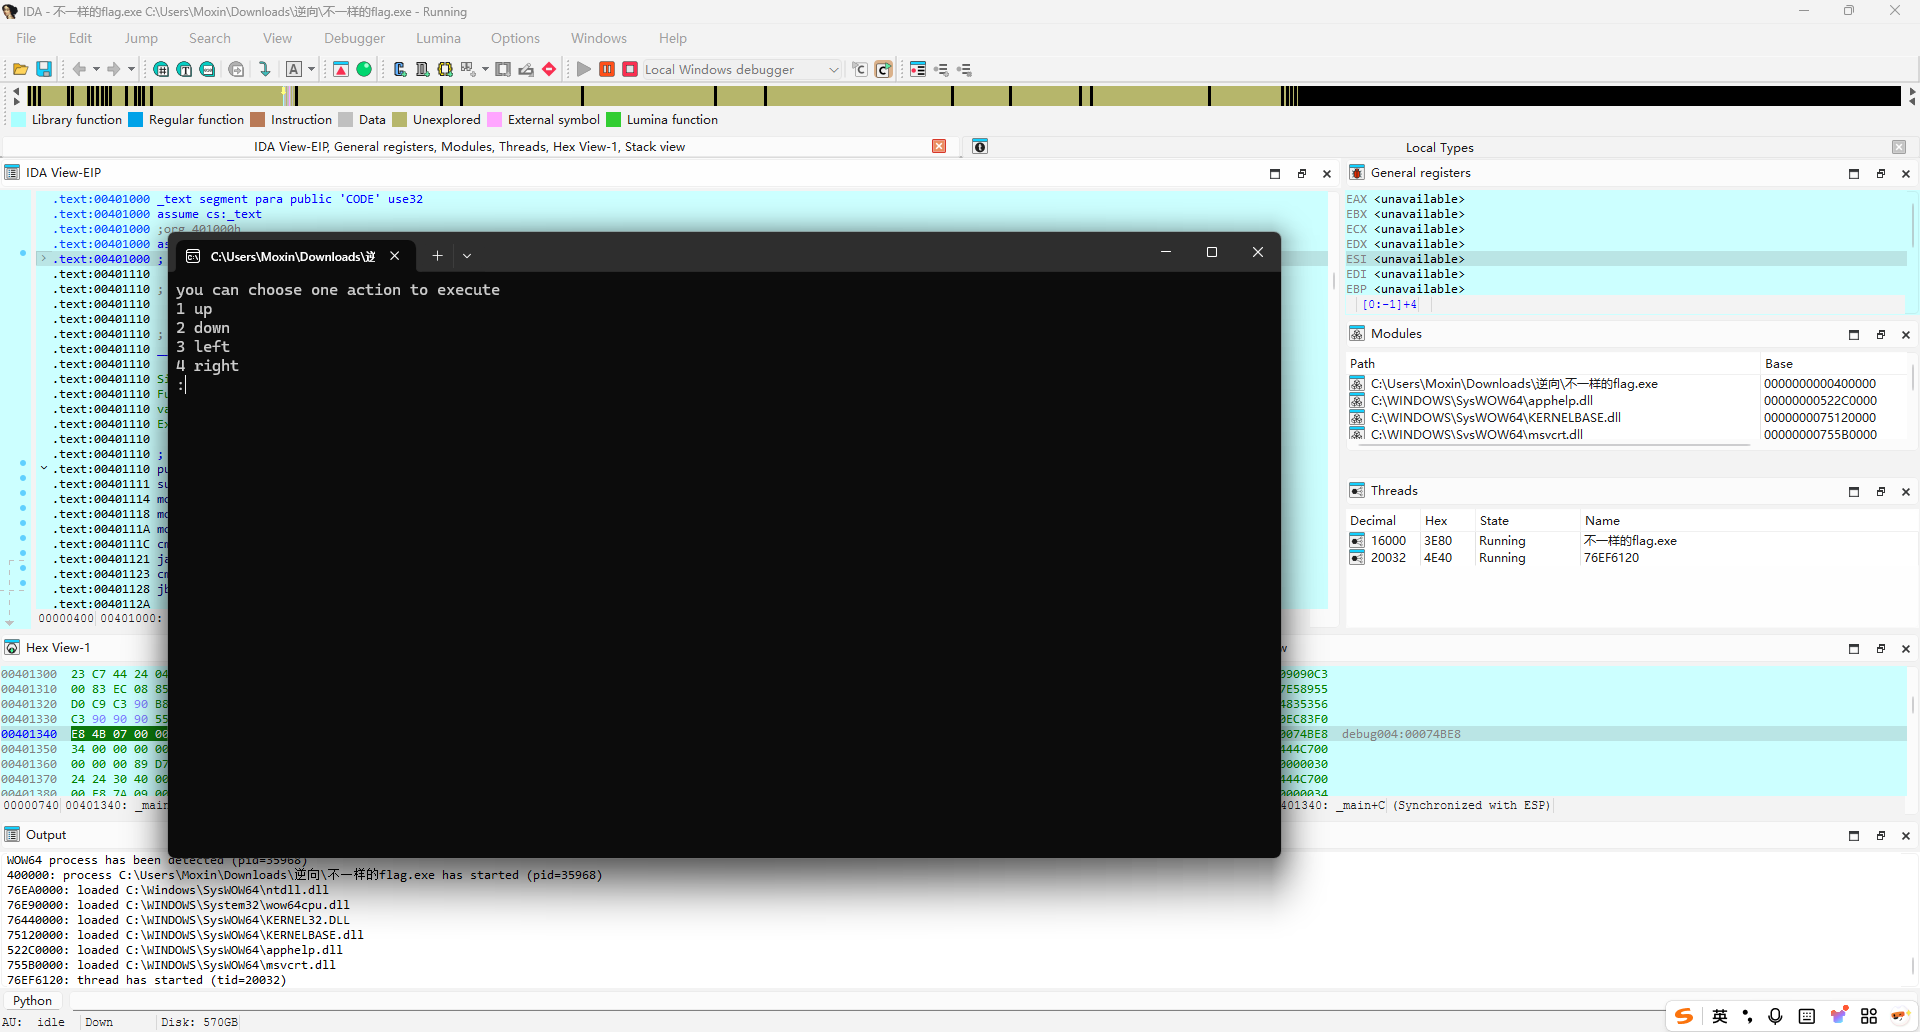 IDA - 不一样的flag.exe C:\Users\Moxin\Downloads\逆向\不一样的flag.exe - Running
File Edit Jump Search View Debugger Lumina Options Windows Help
Local Windows debugger
Library function Regular function Instruction Data Unexplored External symbol Lumina function
IDA View-EIP, General registers, Modules, Threads, Hex View-1, Stack view
Local Types
IDA View-EIP
.text:00401000 _text segment para public 'CODE' use32
.text:00401000 assume cs:_text
.text:00401000 ;org 401000h
.text:00401000
.text:00401000 ;
.text:00401110
.text:00401110 ;
.text:00401110
.text:00401110
.text:00401110 ;
.text:00401110
.text:00401110
.text:00401110
.text:00401110
.text:00401110
.text:00401110
.text:00401110
.text:00401110 ;
.text:00401110
.text:00401111
.text:00401114
.text:00401118
.text:0040111A
.text:0040111C
.text:00401121
.text:00401123
.text:00401128
.text:0040112A
00000400 00401000:
C:\Users\Moxin\Downloads\逆
you can choose one action to execute
1 up
2 down
3 left
4 right
:
General registers
EAX <unavailable>
EBX <unavailable>
ECX <unavailable>
EDX <unavailable>
ESI <unavailable>
EDI <unavailable>
EBP <unavailable>
[0:-1]+4
Modules
Path Base
C:\Users\Moxin\Downloads\逆向\不一样的flag.exe 0000000000400000
C:\WINDOWS\SysWOW64\apphelp.dll 00000000522C0000
C:\WINDOWS\SysWOW64\KERNELBASE.dll 0000000075120000
C:\WINDOWS\SysWOW64\msvcrt.dll 00000000755B0000
Threads
Decimal Hex State Name
16000 3E80 Running 不一样的flag.exe
20032 4E40 Running 76EF6120
Hex View-1
00401300 23 C7 44 24 04
00401310 00 83 EC 08 85
00401320 D0 C9 C3 90 B8
00401330 C3 90 90 90 55
00401340 E8 4B 07 00 00
00401350 34 00 00 00 00
00401360 00 00 00 89 D7
00401370 24 24 30 40 00
00401380 00 E8 7A 09 00
00000740 00401340: _main
09090C3
7E58955
4835356
0EC83F0
0074BE8 debug004:00074BE8
444C700
0000030
444C700
0000034
401340: _main+C (Synchronized with ESP)
Output
WOW64 process has been detected (pid=35968)
400000: process C:\Users\Moxin\Downloads\逆向\不一样的flag.exe has started (pid=35968)
76EA0000: loaded C:\Windows\SysWOW64\ntdll.dll
76E90000: loaded C:\WINDOWS\System32\wow64cpu.dll
76440000: loaded C:\WINDOWS\SysWOW64\KERNEL32.DLL
75120000: loaded C:\WINDOWS\SysWOW64\KERNELBASE.dll
522C0000: loaded C:\WINDOWS\SysWOW64\apphelp.dll
755B0000: loaded C:\WINDOWS\SysWOW64\msvcrt.dll
76EF6120: thread has started (tid=20032)
Python
AU: idle Down Disk: 570GB
英